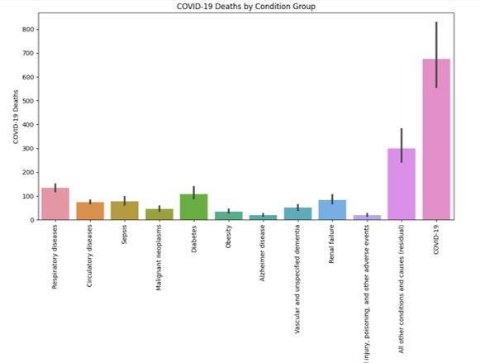 COVID-19 Deaths by Condition Group
COVID-19 Deaths
800
700
600
500
400
300
200
100
0
Respiratory diseases
Circulatory diseases
Sepsis
Malignant neoplasms
Diabetes
Obesity
Alzheimer disease
Vascular and unspecified dementia
Renal failure
injury, poisoning, and other adverse events
All other conditions and causes (residual)
COVID-19